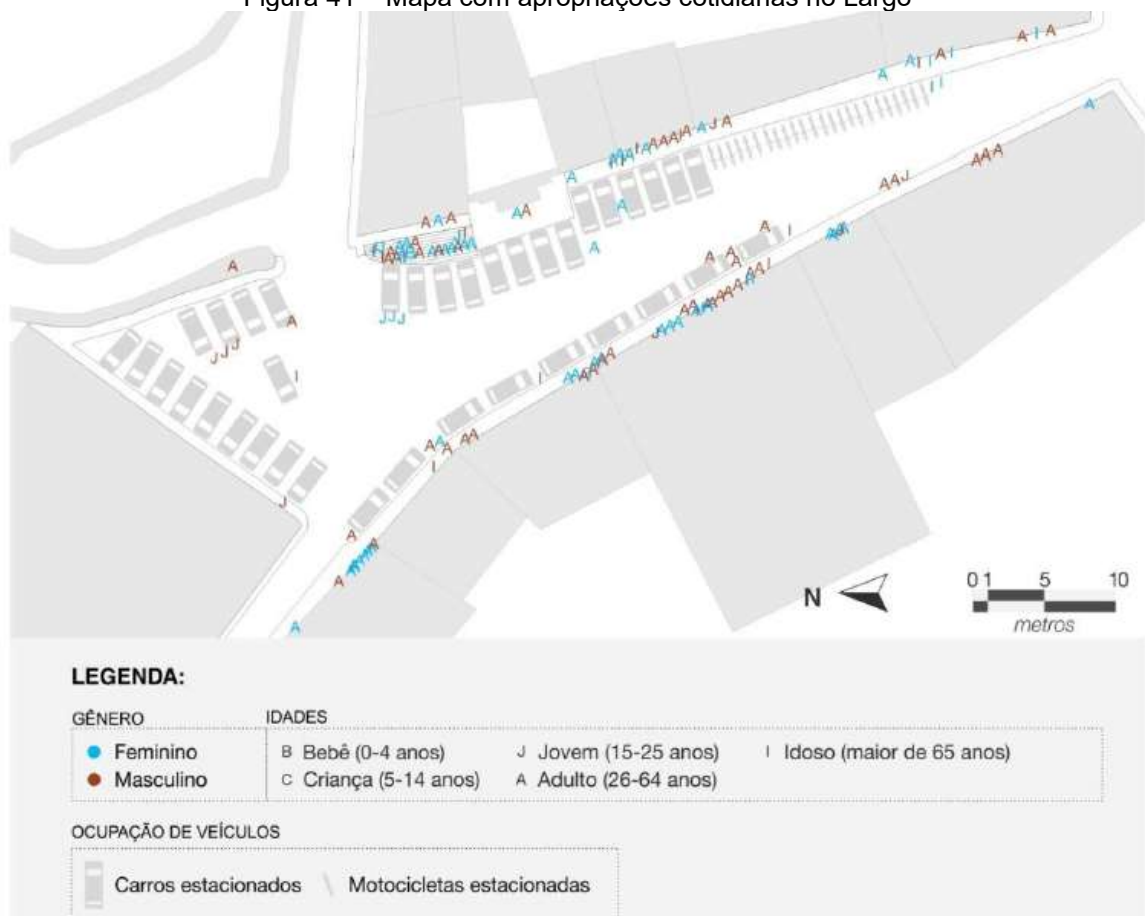 Figura 41 – Mapa com apropriações cotidianas no Largo
N
0 1 5 10
metros
LEGENDA:
GÊNERO
IDADES
Feminino
Masculino
B Bebê (0-4 anos)
J Jovem (15-25 anos)
I Idoso (maior de 65 anos)
C Criança (5-14 anos)
A Adulto (26-64 anos)
OCUPAÇÃO DE VEÍCULOS
Carros estacionados
Motocicletas estacionadas